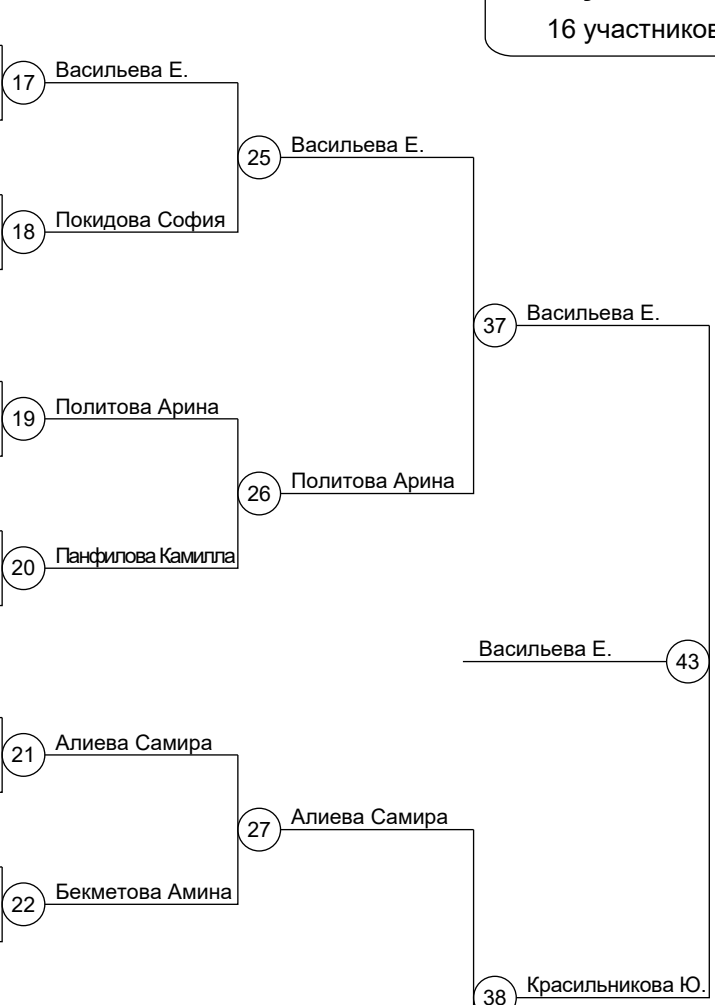 16 участников
17 Васильева Е.
25 Васильева Е.
18 Покидова София
37 Васильева Е.
19 Политова Арина
26 Политова Арина
20 Панфилова Камилла
Васильева Е. 43
21 Алиева Самира
27 Алиева Самира
22 Бекметова Амина
38 Красильникова Ю.